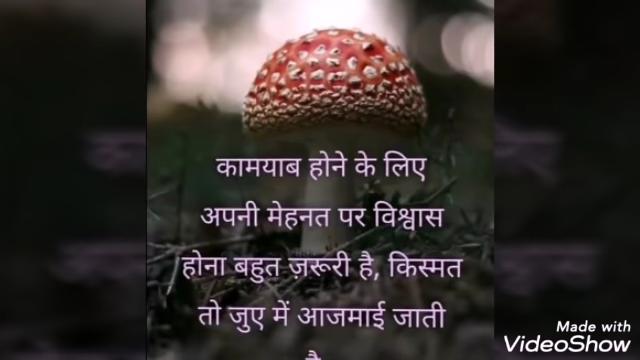 कामयाब होने के लिए
अपनी मेहनत पर विश्वास
होना बहुत ज़रूरी है, किस्मत
तो जुए में आजमाई जाती
Made with
VideoShow